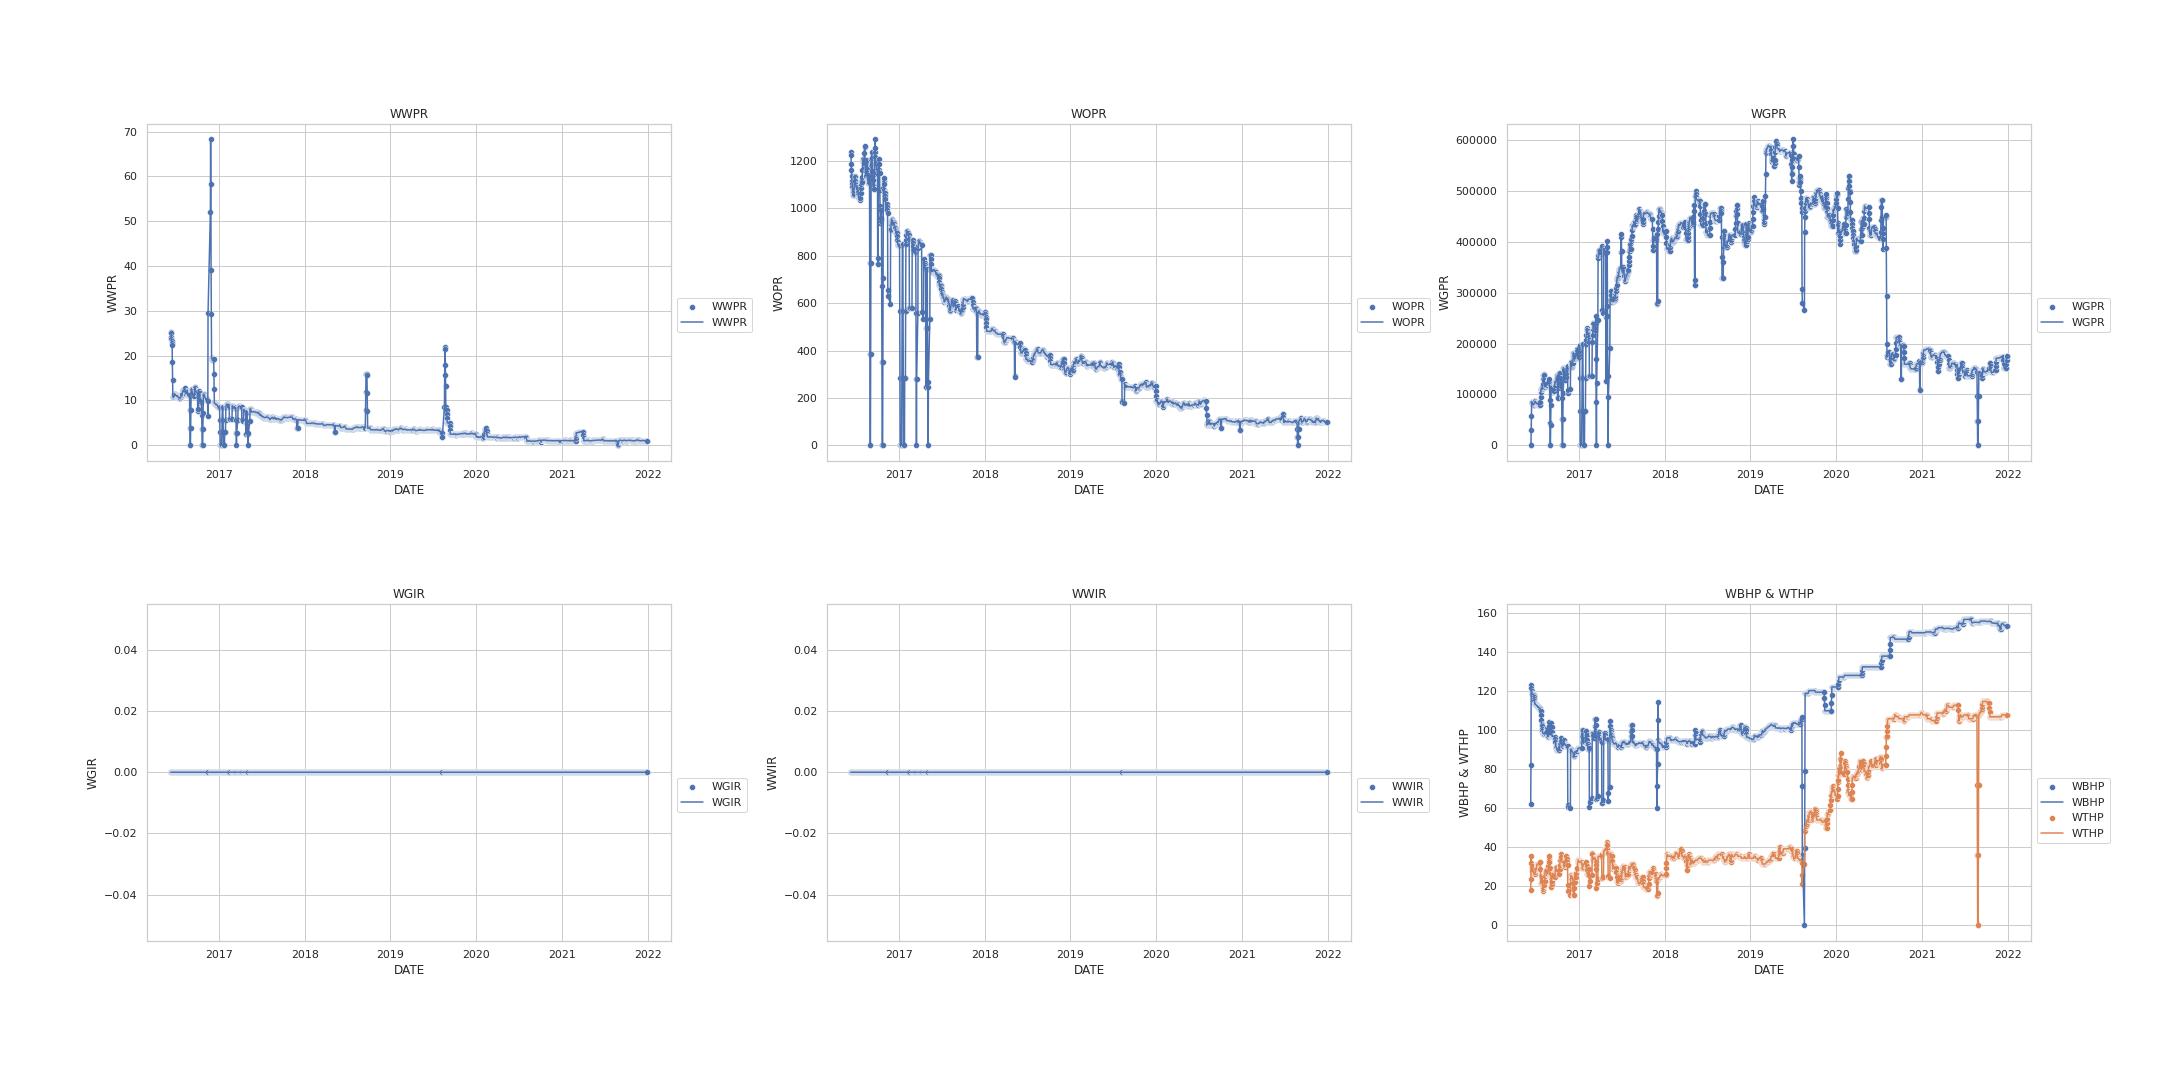 WWPR
WWPR
70
60
50
40
30
20
10
0
2017 2018 2019 2020 2021 2022
DATE
WWPR
WWPR
WOPR
WOPR
1200
1000
800
600
400
200
0
2017 2018 2019 2020 2021 2022
DATE
WOPR
WOPR
WGPR
WGPR
600000
500000
400000
300000
200000
100000
0
2017 2018 2019 2020 2021 2022
DATE
WGPR
WGPR
WGIR
WGIR
0.04
0.02
0.00
−0.02
−0.04
2017 2018 2019 2020 2021 2022
DATE
WGIR
WGIR
WWIR
WWIR
0.04
0.02
0.00
−0.02
−0.04
2017 2018 2019 2020 2021 2022
DATE
WWIR
WWIR
WBHP & WTHP
WBHP & WTHP
160
140
120
100
80
60
40
20
0
2017 2018 2019 2020 2021 2022
DATE
WBHP
WBHP
WTHP
WTHP